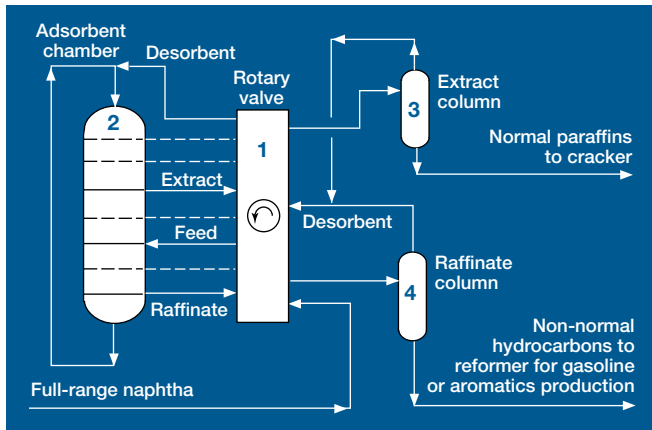 Adsorbent
chamber
Desorbent
Rotary
valve
Extract
column
2
3
1
Normal paraffins
to cracker
Extract
Desorbent
Feed
Raffinate
column
4
Raffinate
Non-normal
hydrocarbons to
reformer for gasoline
or aromatics production
Full-range naphtha